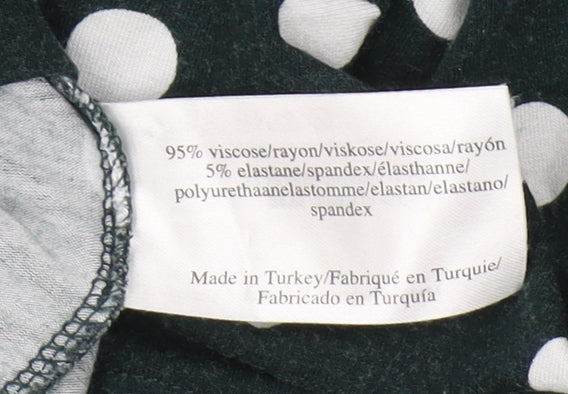 95% viscose/rayon/viskose/viscosa/rayón
5% elastane/spandex/élasthanne/
polyurethaanelastomme/elastan/elastano/
spandex
Made in Turkey/Fabriqué en Turquie/
Fabricado en Turquía